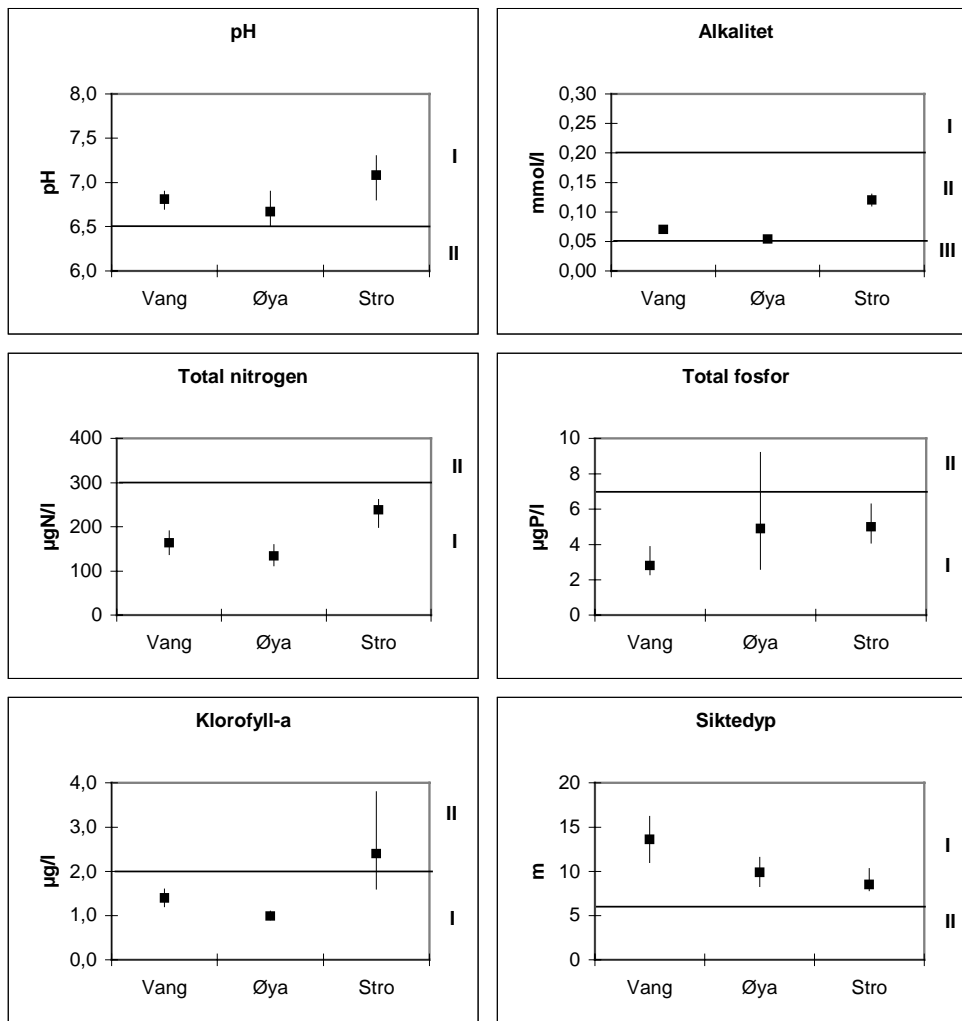 pH
8,0
7,5
7,0
6,5
6,0
pH
Vang Øya Stro
I
II
Alkalitet
0,30
0,25
0,20
0,15
0,10
0,05
0,00
mmol/l
Vang Øya Stro
I
II
III
Total nitrogen
400
300
200
100
0
µgN/l
Vang Øya Stro
II
I
Total fosfor
10
8
6
4
2
0
µgP/l
Vang Øya Stro
II
I
Klorofyll-a
4,0
3,0
2,0
1,0
0,0
µg/l
Vang Øya Stro
II
I
Siktedyp
20
15
10
5
0
m
Vang Øya Stro
I
II